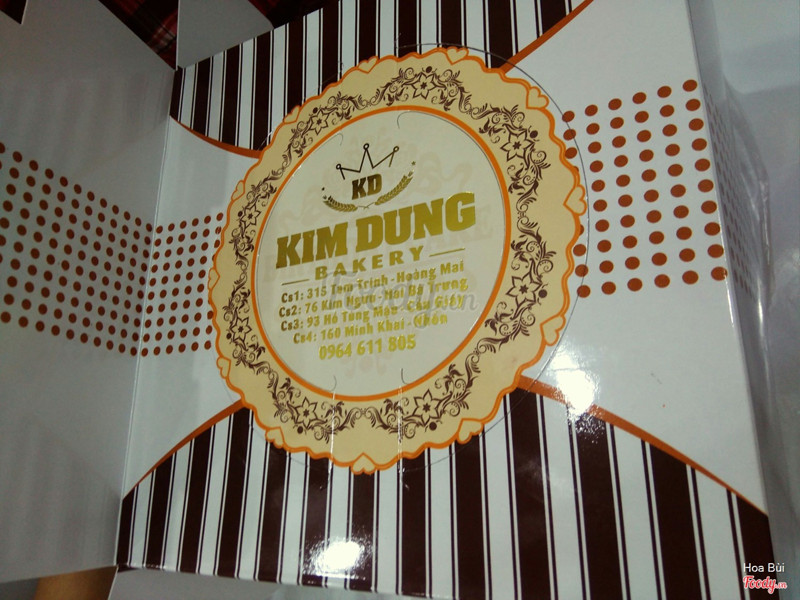 KD
KIM DUNG
BAKERY
Cs1: 315 Tam Trinh - Hoàng Mai
Cs2: 76 Kim Ngưu - Hai Bà Trưng
Cs3: 93 Hồ Tùng Mậu - Cầu Giấy
Cs4: 160 Minh Khai - Nhổn
0964 611 805
Hoa Bùi
Foody.vn